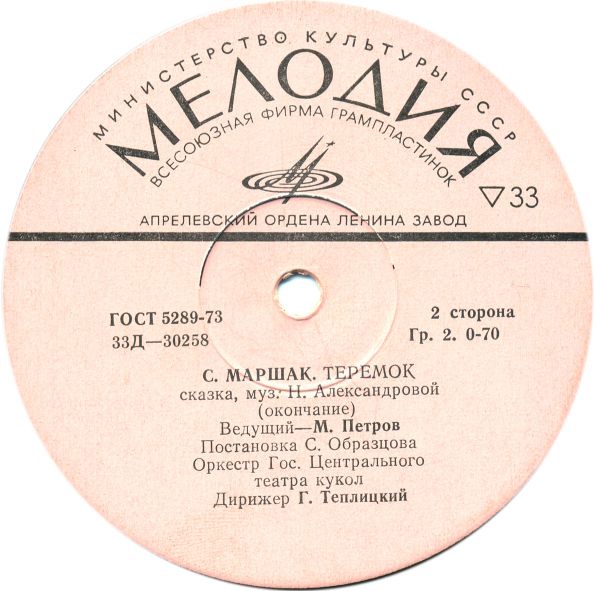 МИНИСТЕРСТВО КУЛЬТУРЫ СССР
МЕЛОДИЯ
ВСЕСОЮЗНАЯ ФИРМА ГРАМПЛАСТИНОК
▽33
АПРЕЛЕВСКИЙ ОРДЕНА ЛЕНИНА ЗАВОД
ГОСТ 5289-73
2 сторона
33Д—30258
Гр. 2. 0-70
С. МАРШАК. ТЕРЕМОК
сказка, муз. Н. Александровой
(окончание)
Ведущий—М. Петров
Постановка С. Образцова
Оркестр Гос. Центрального
театра кукол
Дирижер Г. Теплицкий